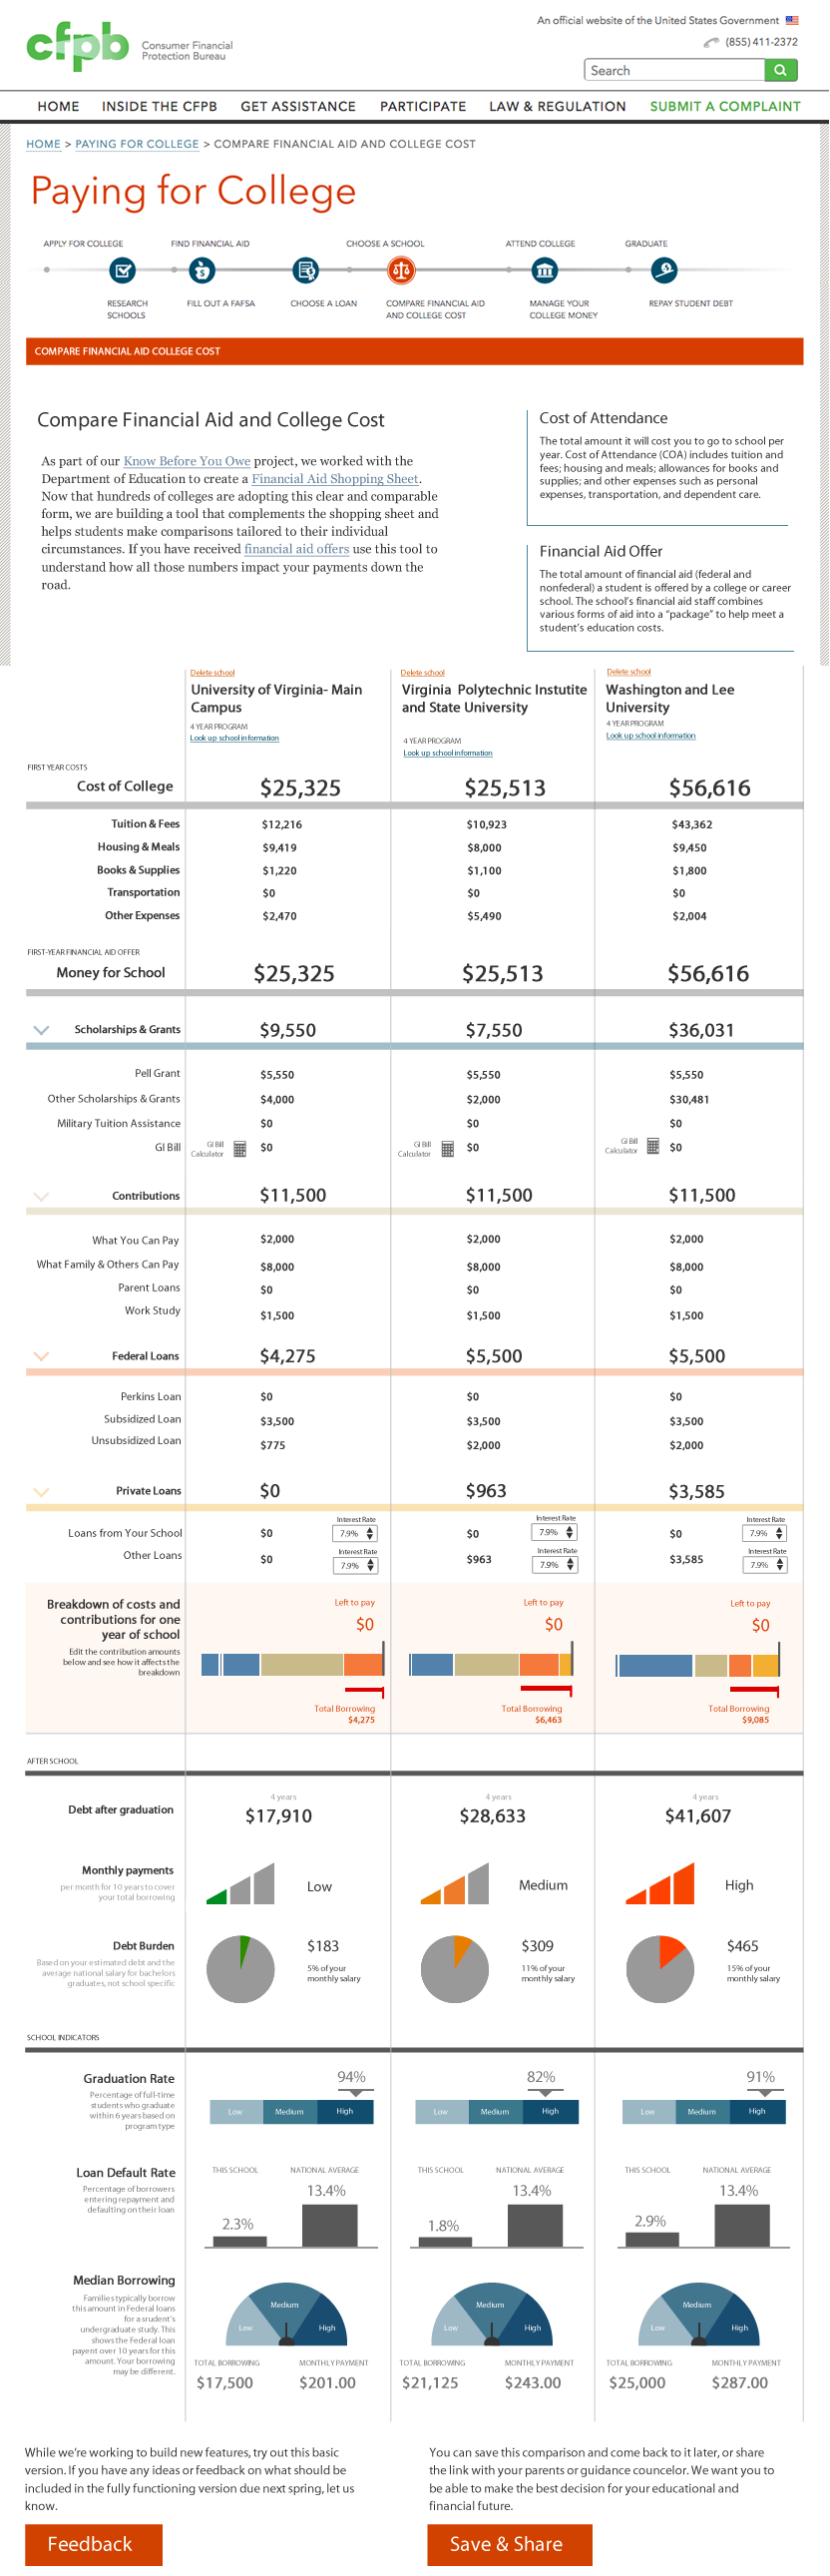 An official website of the United States Government
cfpb Consumer Financial
Protection Bureau
(855) 411-2372
Search
HOME INSIDE THE CFPB GET ASSISTANCE PARTICIPATE LAW & REGULATION SUBMIT A COMPLAINT
HOME > PAYING FOR COLLEGE > COMPARE FINANCIAL AID AND COLLEGE COST
Paying for College
APPLY FOR COLLEGE FIND FINANCIAL AID CHOOSE A SCHOOL ATTEND COLLEGE GRADUATE
RESEARCH SCHOOLS
FILL OUT A FAFSA
CHOOSE A LOAN
COMPARE FINANCIAL AID
AND COLLEGE COST
MANAGE YOUR
COLLEGE MONEY
REPAY STUDENT DEBT
COMPARE FINANCIAL AID COLLEGE COST
Compare Financial Aid and College Cost
As part of our Know Before You Owe project, we worked with the
Department of Education to create a Financial Aid Shopping Sheet.
Now that hundreds of colleges are adopting this clear and comparable
form, we are building a tool that complements the shopping sheet and
helps students make comparisons tailored to their individual
circumstances. If you have received financial aid offers use this tool to
understand how all those numbers impact your payments down the
road.
Cost of Attendance
The total amount it will cost you to go to school per
year. Cost of Attendance (COA) includes tuition and
fees; housing and meals; allowances for books and
supplies; and other expenses such as personal
expenses, transportation, and dependent care.
Financial Aid Offer
The total amount of financial aid (federal and
nonfederal) a student is offered by a college or career
school. The school's financial aid staff combines
various forms of aid into a "package" to help meet a
student's education costs.
Delete school Delete school Delete school
University of Virginia- Main
Campus
4 YEAR PROGRAM
Look up school information
Virginia Polytechnic Instutite
and State University
4 YEAR PROGRAM
Look up school information
Washington and Lee
University
4 YEAR PROGRAM
Look up school information
FIRST YEAR COSTS
Cost of College $25,325 $25,513 $56,616
Tuition & Fees $12,216 $10,923 $43,362
Housing & Meals $9,419 $8,000 $9,450
Books & Supplies $1,220 $1,100 $1,800
Transportation $0 $0 $0
Other Expenses $2,470 $5,490 $2,004
FIRST-YEAR FINANCIAL AID OFFER
Money for School $25,325 $25,513 $56,616
Scholarships & Grants $9,550 $7,550 $36,031
Pell Grant $5,550 $5,550 $5,550
Other Scholarships & Grants $4,000 $2,000 $30,481
Military Tuition Assistance $0 $0 $0
GI Bill GI Bill Calculator $0 GI Bill Calculator $0 GI Bill Calculator $0
Contributions $11,500 $11,500 $11,500
What You Can Pay $2,000 $2,000 $2,000
What Family & Others Can Pay $8,000 $8,000 $8,000
Parent Loans $0 $0 $0
Work Study $1,500 $1,500 $1,500
Federal Loans $4,275 $5,500 $5,500
Perkins Loan $0 $0 $0
Subsidized Loan $3,500 $3,500 $3,500
Unsubsidized Loan $775 $2,000 $2,000
Private Loans $0 $963 $3,585
Interest Rate Interest Rate Interest Rate
Loans from Your School $0 7.9% $0 7.9% $0 7.9%
Interest Rate Interest Rate Interest Rate
Other Loans $0 7.9% $963 7.9% $3,585 7.9%
Breakdown of costs and
contributions for one
year of school
Edit the contribution amounts
below and see how it affects the
breakdown
Left to pay Left to pay Left to pay
$0 $0 $0
Total Borrowing Total Borrowing Total Borrowing
$4,275 $6,463 $9,085
AFTER SCHOOL
4 years 4 years 4 years
Debt after graduation $17,910 $28,633 $41,607
Monthly payments
per month for 10 years to cover
your total borrowing
Low Medium High
Debt Burden
Based on your estimated debt and the
average national salary for bachelors
graduates, not school specific
$183 $309 $465
5% of your
monthly salary
11% of your
monthly salary
15% of your
monthly salary
SCHOOL INDICATORS
Graduation Rate
Percentage of full-time
students who graduate
within 6 years based on
program type
94% 82% 91%
Low Medium High Low Medium High Low Medium High
Loan Default Rate
Percentage of borrowers
entering repayment and
defaulting on their loan
THIS SCHOOL NATIONAL AVERAGE THIS SCHOOL NATIONAL AVERAGE THIS SCHOOL NATIONAL AVERAGE
2.3% 13.4% 1.8% 13.4% 2.9% 13.4%
Median Borrowing
Families typically borrow
this amount in Federal loans
for a srudent's
undergraduate study. This
shows the Federal loan
payent over 10 years for this
amount. Your borrowing
may be different.
Low Medium High Low Medium High Low Medium High
TOTAL BORROWING MONTHLY PAYMENT TOTAL BORROWING MONTHLY PAYMENT TOTAL BORROWING MONTHLY PAYMENT
$17,500 $201.00 $21,125 $243.00 $25,000 $287.00
While we're working to build new features, try out this basic
version. If you have any ideas or feedback on what should be
included in the fully functioning version due next spring, let us
know.
Feedback
You can save this comparison and come back to it later, or share
the link with your parents or guidance councelor. We want you to
be able to make the best decision for your educational and
financial future.
Save & Share